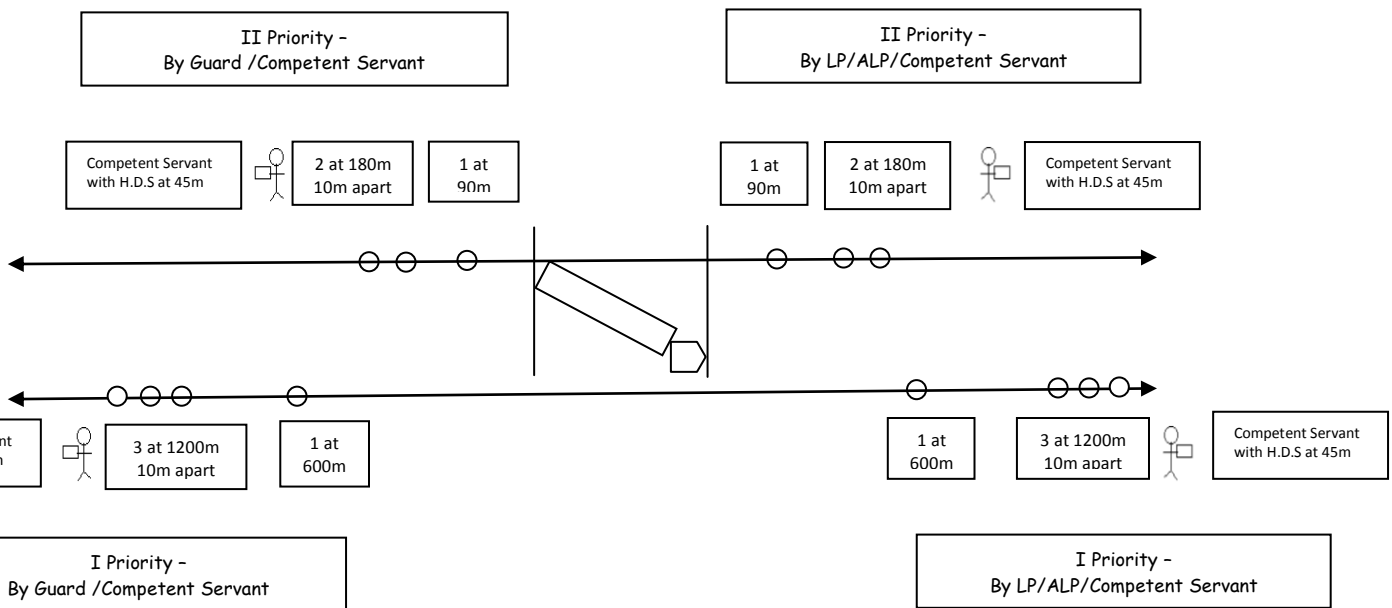 II Priority –
By Guard /Competent Servant
II Priority –
By LP/ALP/Competent Servant
Competent Servant
with H.D.S at 45m
2 at 180m
10m apart
1 at
90m
1 at
90m
2 at 180m
10m apart
Competent Servant
with H.D.S at 45m
nt
m
3 at 1200m
10m apart
1 at
600m
1 at
600m
3 at 1200m
10m apart
Competent Servant
with H.D.S at 45m
I Priority –
By Guard /Competent Servant
I Priority –
By LP/ALP/Competent Servant